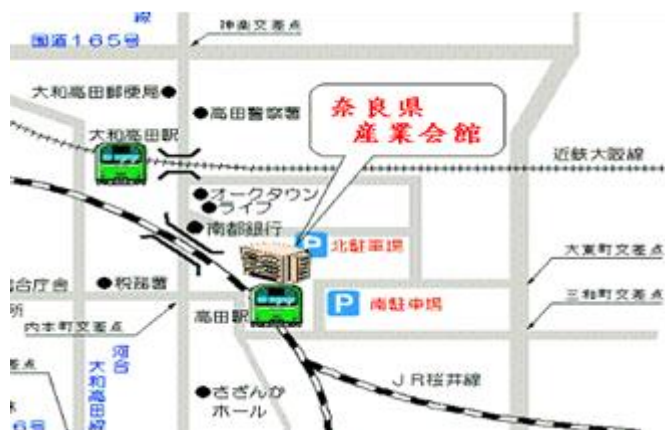 線
国道165号
神楽交差点
大和高田郵便局
高田警察署
大和高田駅
奈良県
産業会館
近鉄大阪線
オークタウン
ライフ
南都銀行
P 北駐車場
大東町交差点
合庁舎
税務署
P 南駐車場
三和町交差点
所
内本町交差点
高田駅
差点
河合
大和高田線
JR桜井線
さざんか
ホール
6号